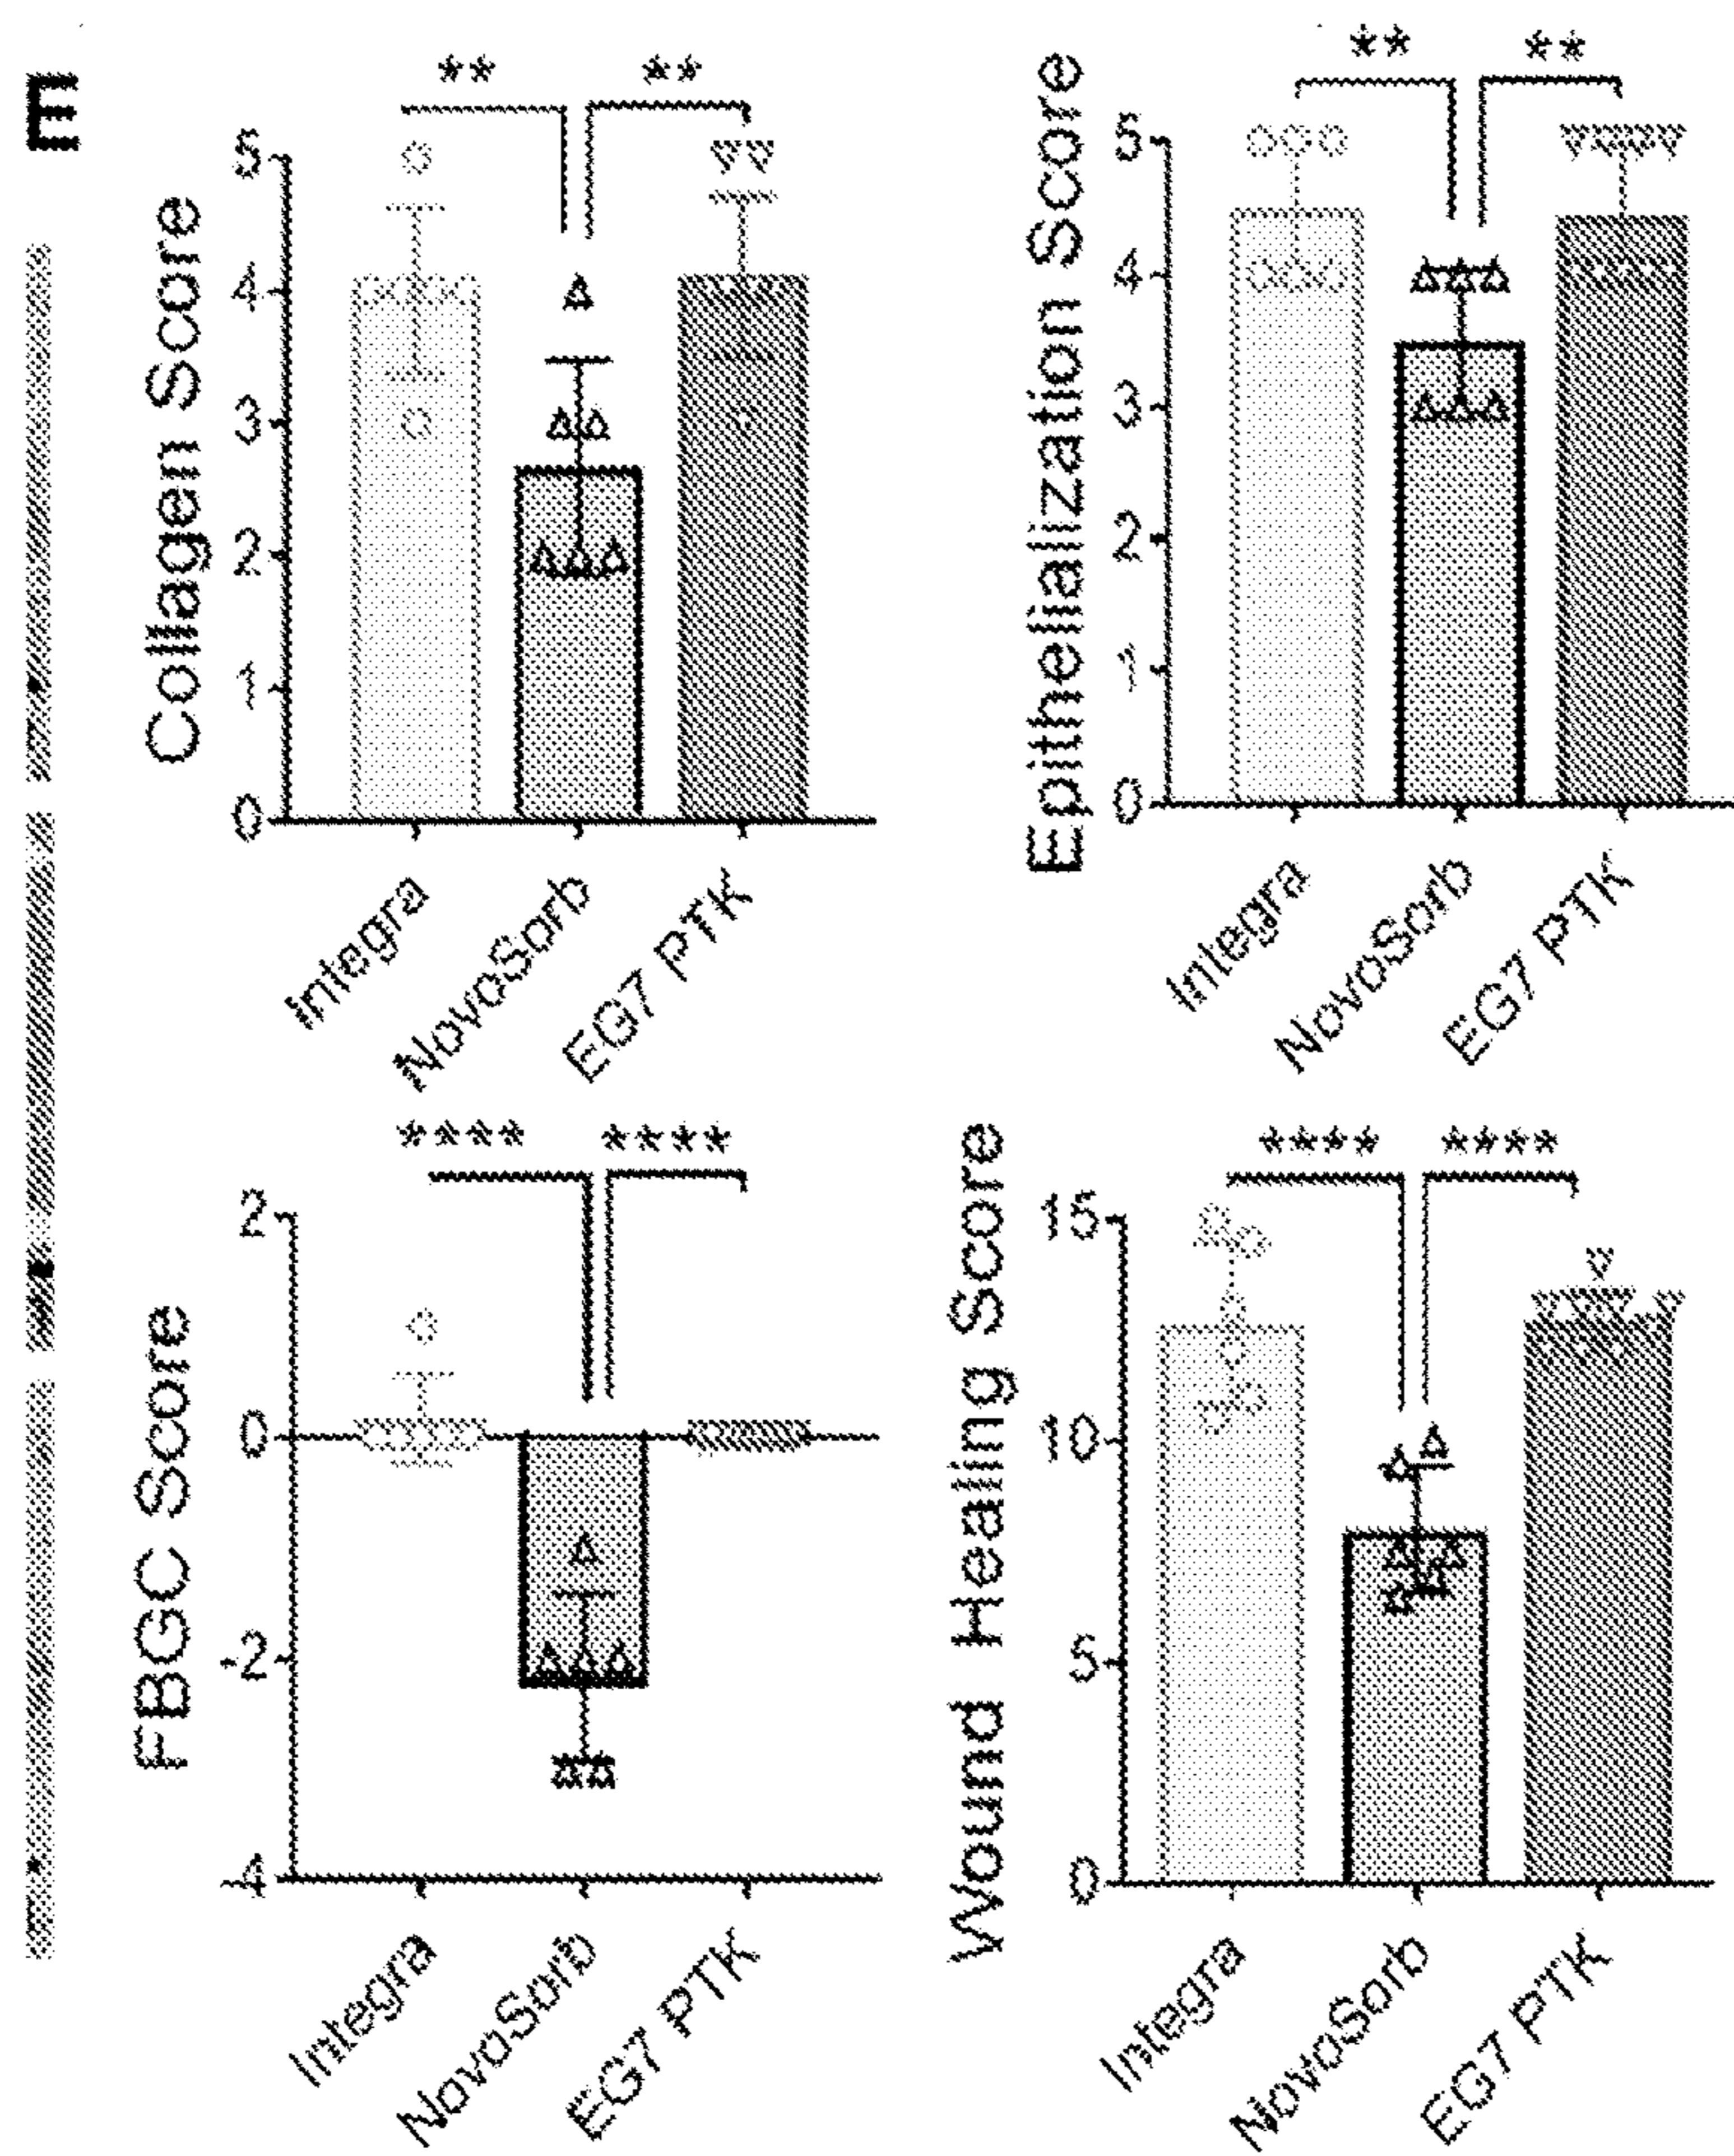 E
** **
Collagen Score
5
4
3
2
1
0
Integra
NovoSorb
EG7 PTK
** **
Epithelialization Score
5
4
3
2
1
0
Integra
NovoSorb
EG7 PTK
**** ****
FBGC Score
2
0
-2
-4
Integra
NovoSorb
EG7 PTK
**** ****
Wound Healing Score
15
10
5
0
Integra
NovoSorb
EG7 PTK